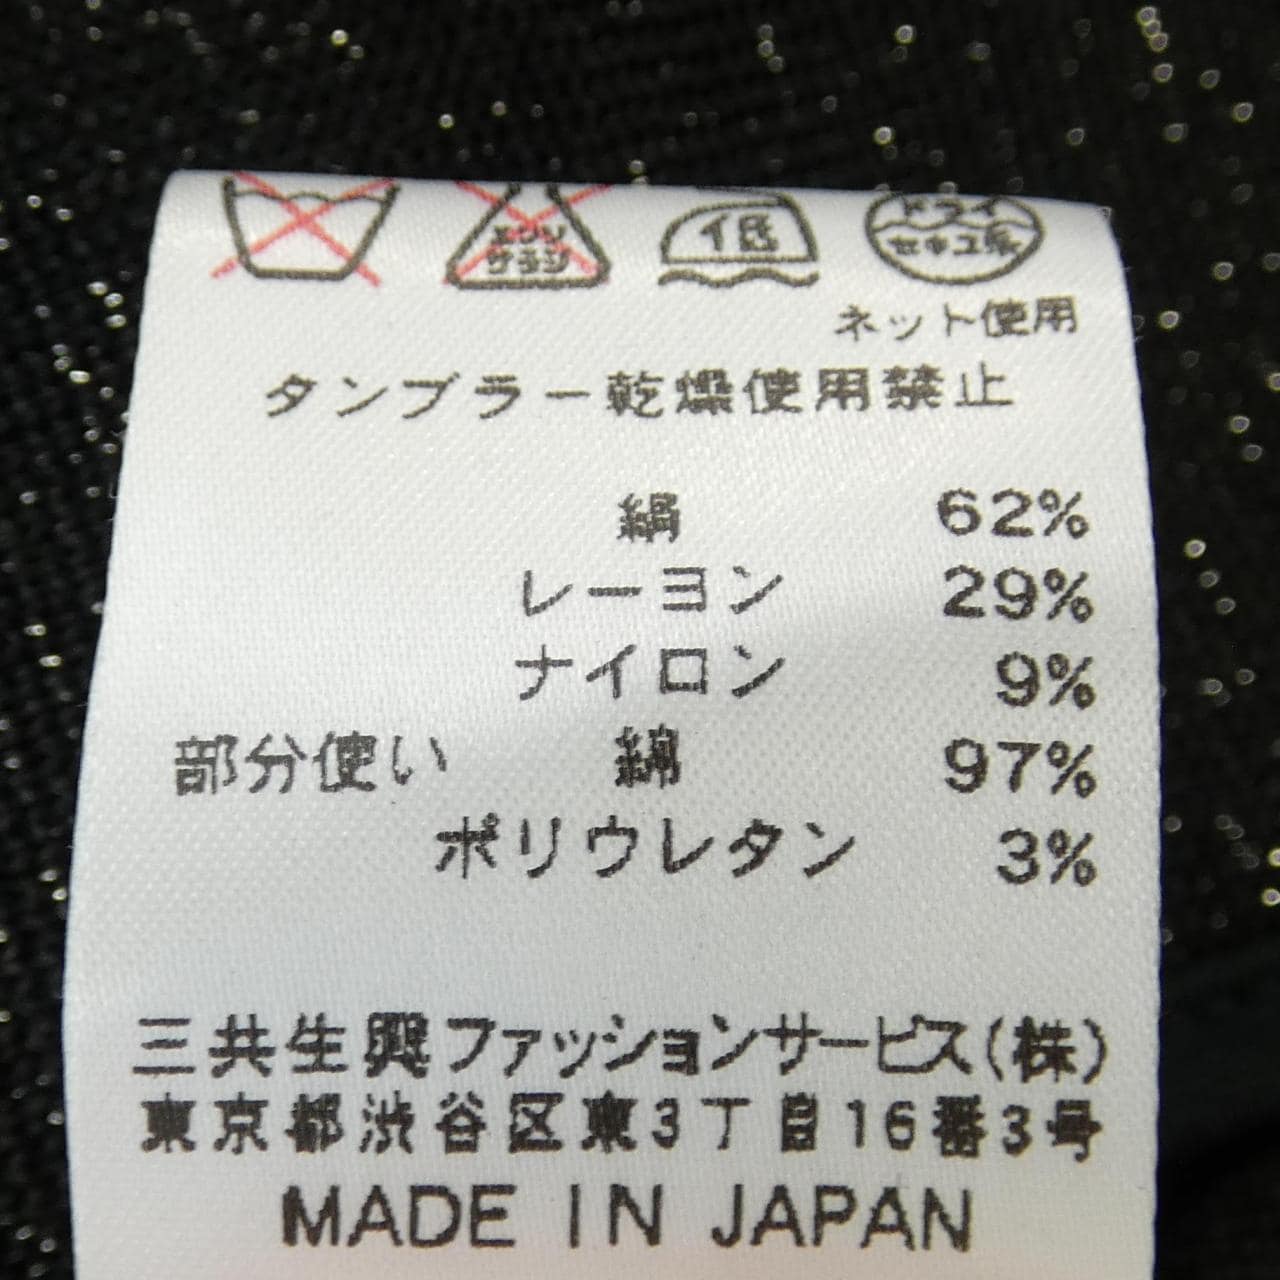 エンソ
サラシ
低
ドライ
セキユ系
ネット使用
タンブラー乾燥使用禁止
絹 62%
レーヨン 29%
ナイロン 9%
部分使い 綿 97%
ポリウレタン 3%
三共生興ファッションサービス(株)
東京都渋谷区東3丁目16番3号
MADE IN JAPAN